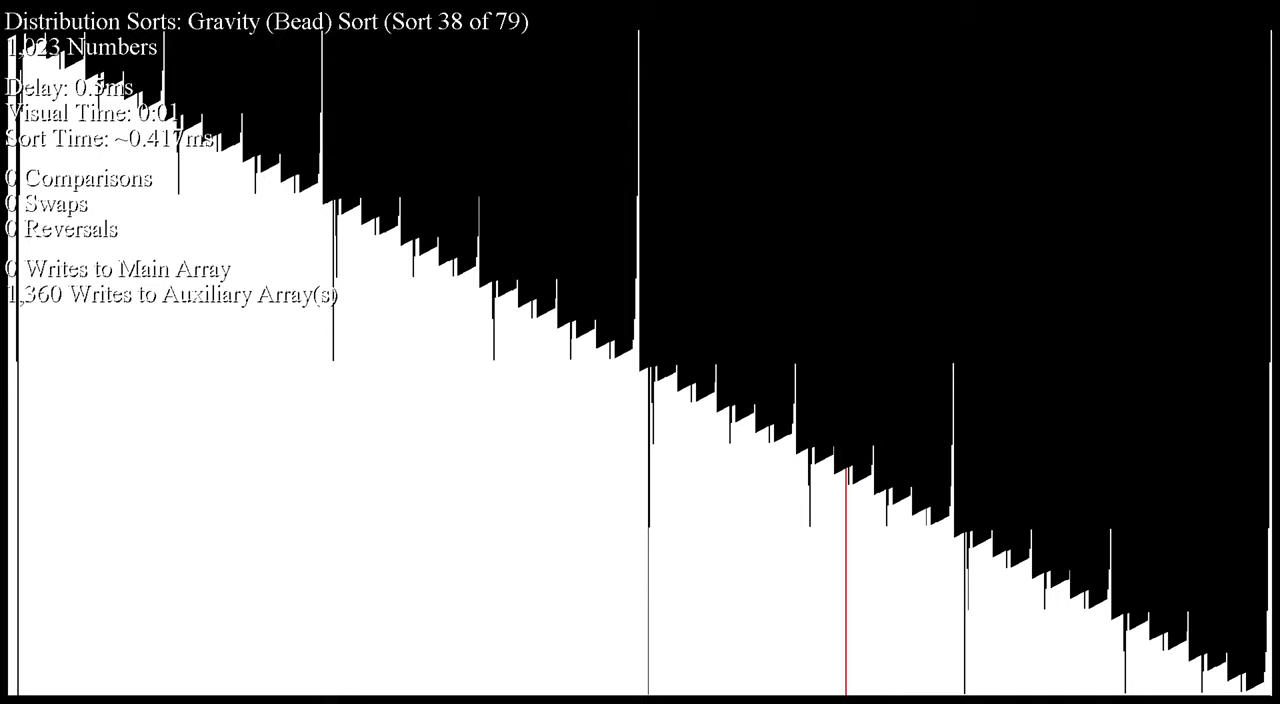 Distribution Sorts: Gravity (Bead) Sort (Sort 38 of 79)
1,023 Numbers
Delay: 0.5ms
Visual Time: 0:01
Sort Time: ~0.417ms
0 Comparisons
0 Swaps
0 Reversals
0 Writes to Main Array
1,360 Writes to Auxiliary Array(s)